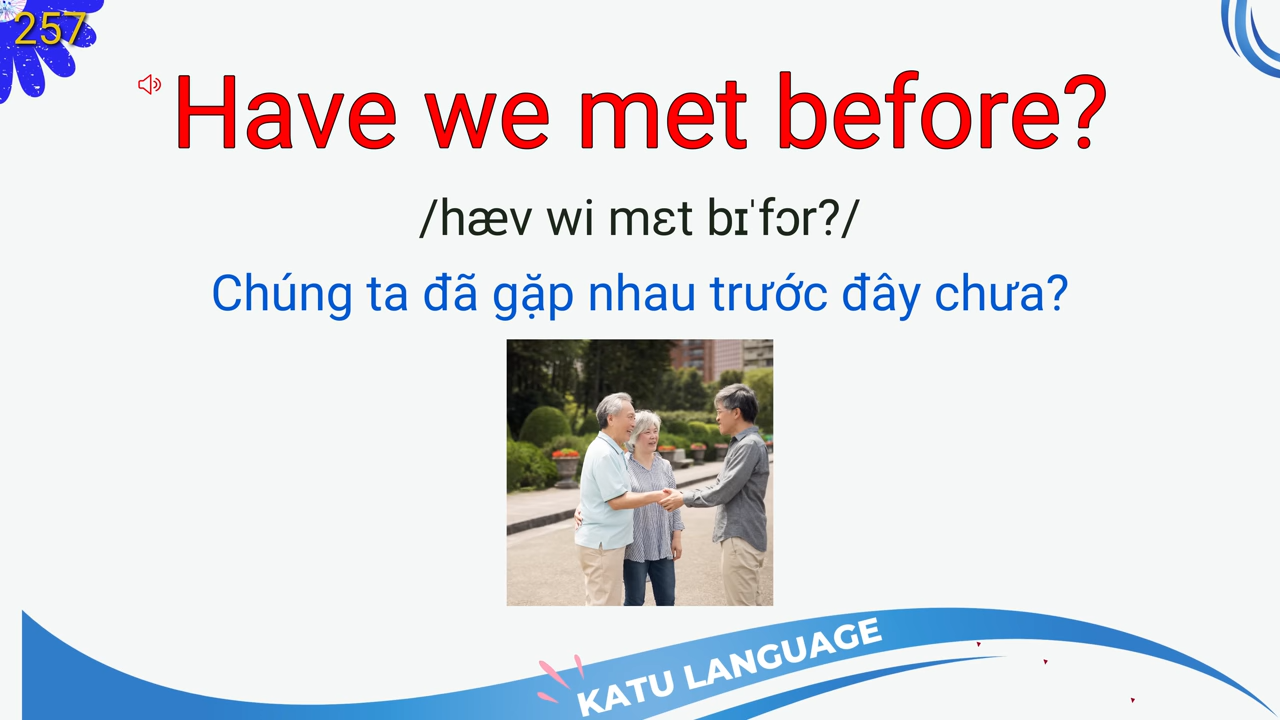 257
Have we met before?
/hæv wi mɛt bɪˈfɔr?/
Chúng ta đã gặp nhau trước đây chưa?
KATU LANGUAGE